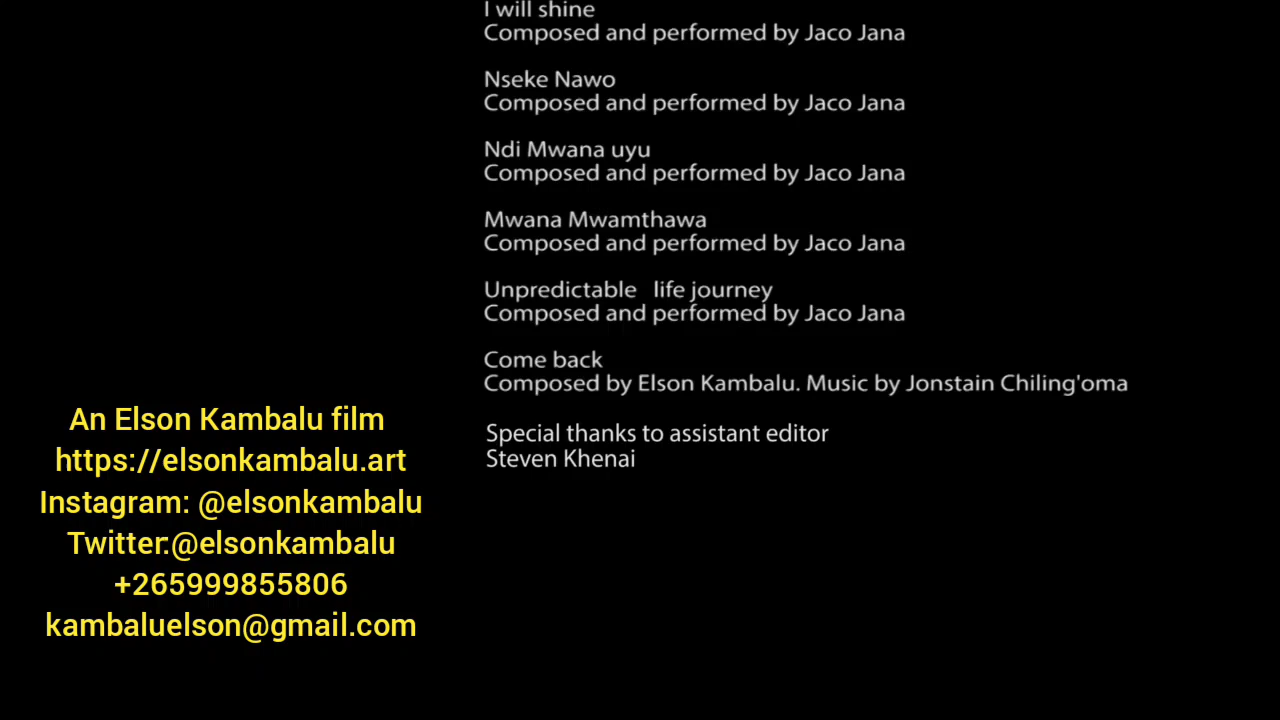 I will shine
Composed and performed by Jaco Jana
Nseke Nawo
Composed and performed by Jaco Jana
Ndi Mwana uyu
Composed and performed by Jaco Jana
Mwana Mwamthawa
Composed and performed by Jaco Jana
Unpredictable life journey
Composed and performed by Jaco Jana
Come back
Composed by Elson Kambalu. Music by Jonstain Chiling'oma
Special thanks to assistant editor
Steven Khenai
An Elson Kambalu film
https://elsonkambalu.art
Instagram: @elsonkambalu
Twitter:@elsonkambalu
+265999855806
kambaluelson@gmail.com